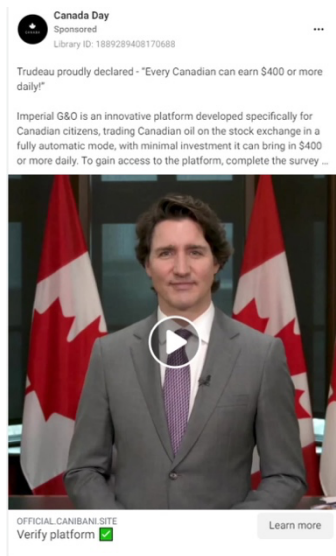 Canada Day
Sponsored
Library ID: 1889289408170688
Trudeau proudly declared - “Every Canadian can earn $400 or more
daily!”
Imperial G&O is an innovative platform developed specifically for
Canadian citizens, trading Canadian oil on the stock exchange in a
fully automatic mode, with minimal investment it can bring in $400
or more daily. To gain access to the platform, complete the survey ...
OFFICIAL.CANIBANI.SITE
Verify platform ✅
Learn more